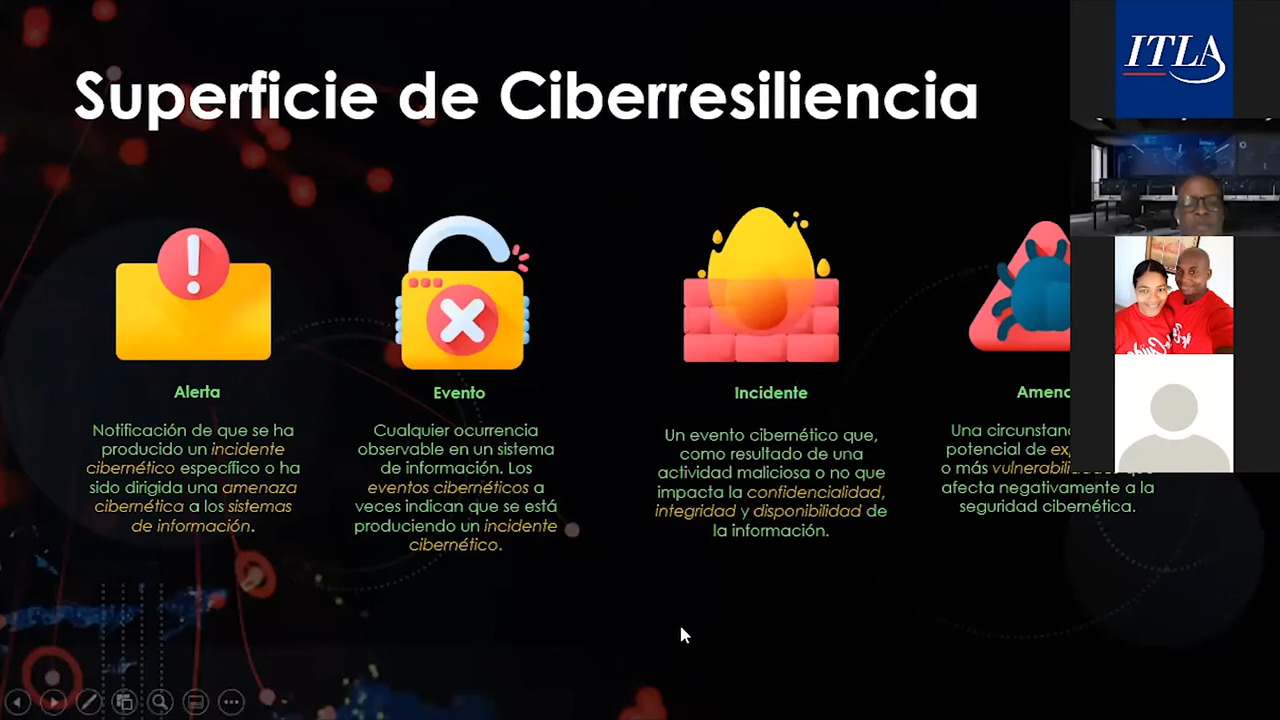 Superficie de Ciberresiliencia
ITLA
Alerta
Notificación de que se ha
producido un incidente
cibernético específico o ha
sido dirigida una amenaza
cibernética a los sistemas
de información.
Evento
Cualquier ocurrencia
observable en un sistema
de información. Los
eventos cibernéticos a
veces indican que se está
produciendo un incidente
cibernético.
Incidente
Un evento cibernético que,
como resultado de una
actividad maliciosa o no que
impacta la confidencialidad,
integridad y disponibilidad de
la información.
Una
potencial de
o más
afecta negativamente a la
seguridad cibernética.